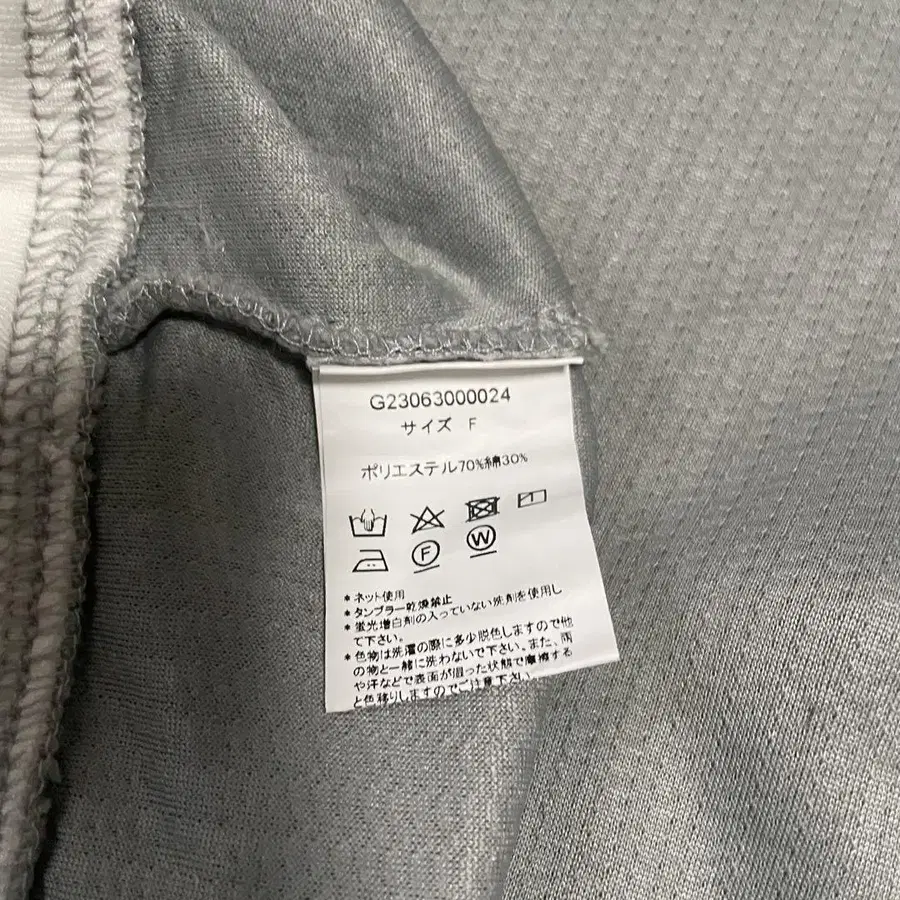 G23063000024
サイズ F
ポリエステル70%綿30%
F W
*ネット使用
*タンブラー乾燥禁止
*蛍光増白剤の入っていない洗剤を使用し
て下さい。
*色物は洗濯の際に多少脱色しますので他
の物と一緒に洗わないで下さい。また、雨
や汗などで表面が湿った状態で摩擦する
と色移りしますのでご注意下さい。